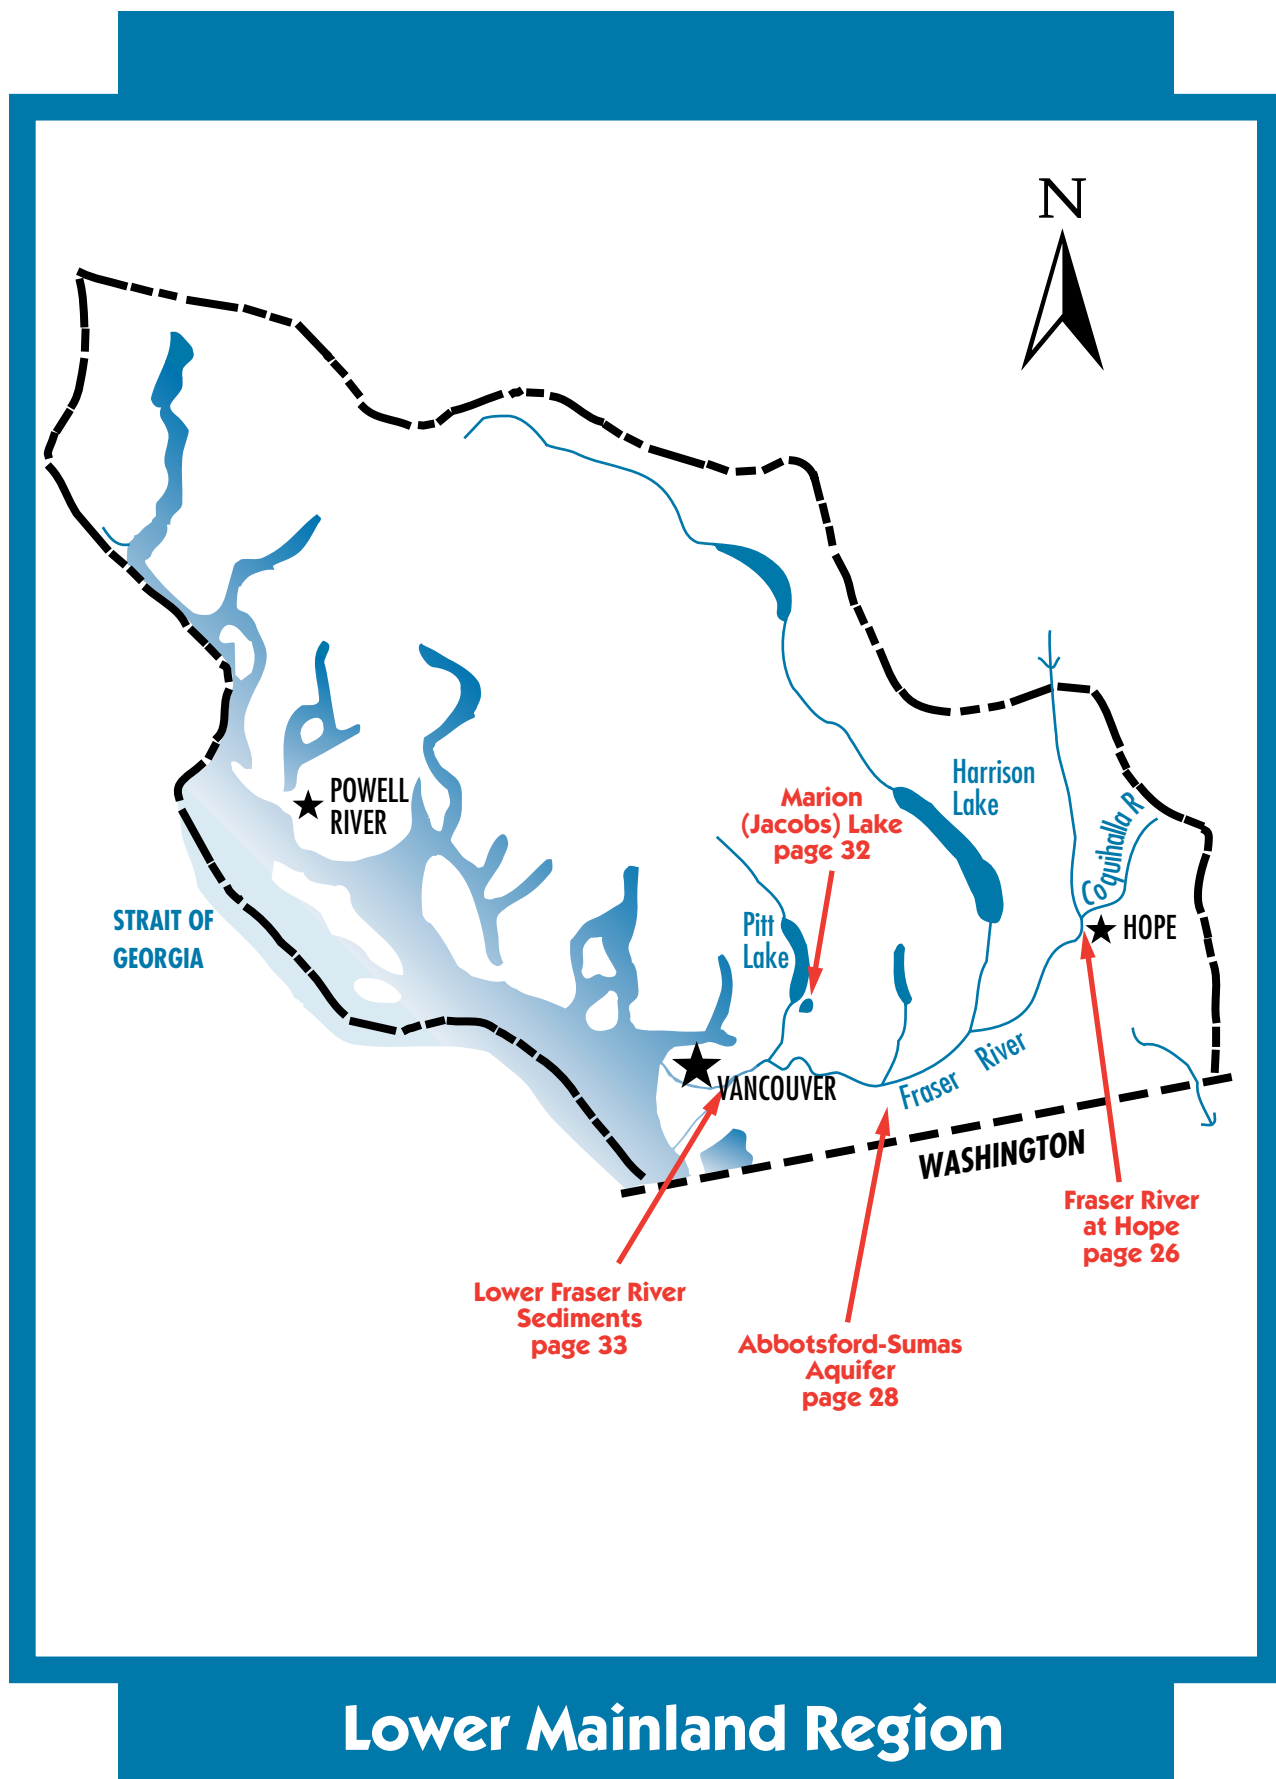 N
Harrison
Lake
Marion
(Jacobs) Lake
page 32
POWELL
RIVER
Coquihalla R
STRAIT OF
GEORGIA
Pitt
Lake
HOPE
VANCOUVER
Fraser River
WASHINGTON
Fraser River
at Hope
page 26
Lower Fraser River
Sediments
page 33
Abbotsford-Sumas
Aquifer
page 28
Lower Mainland Region